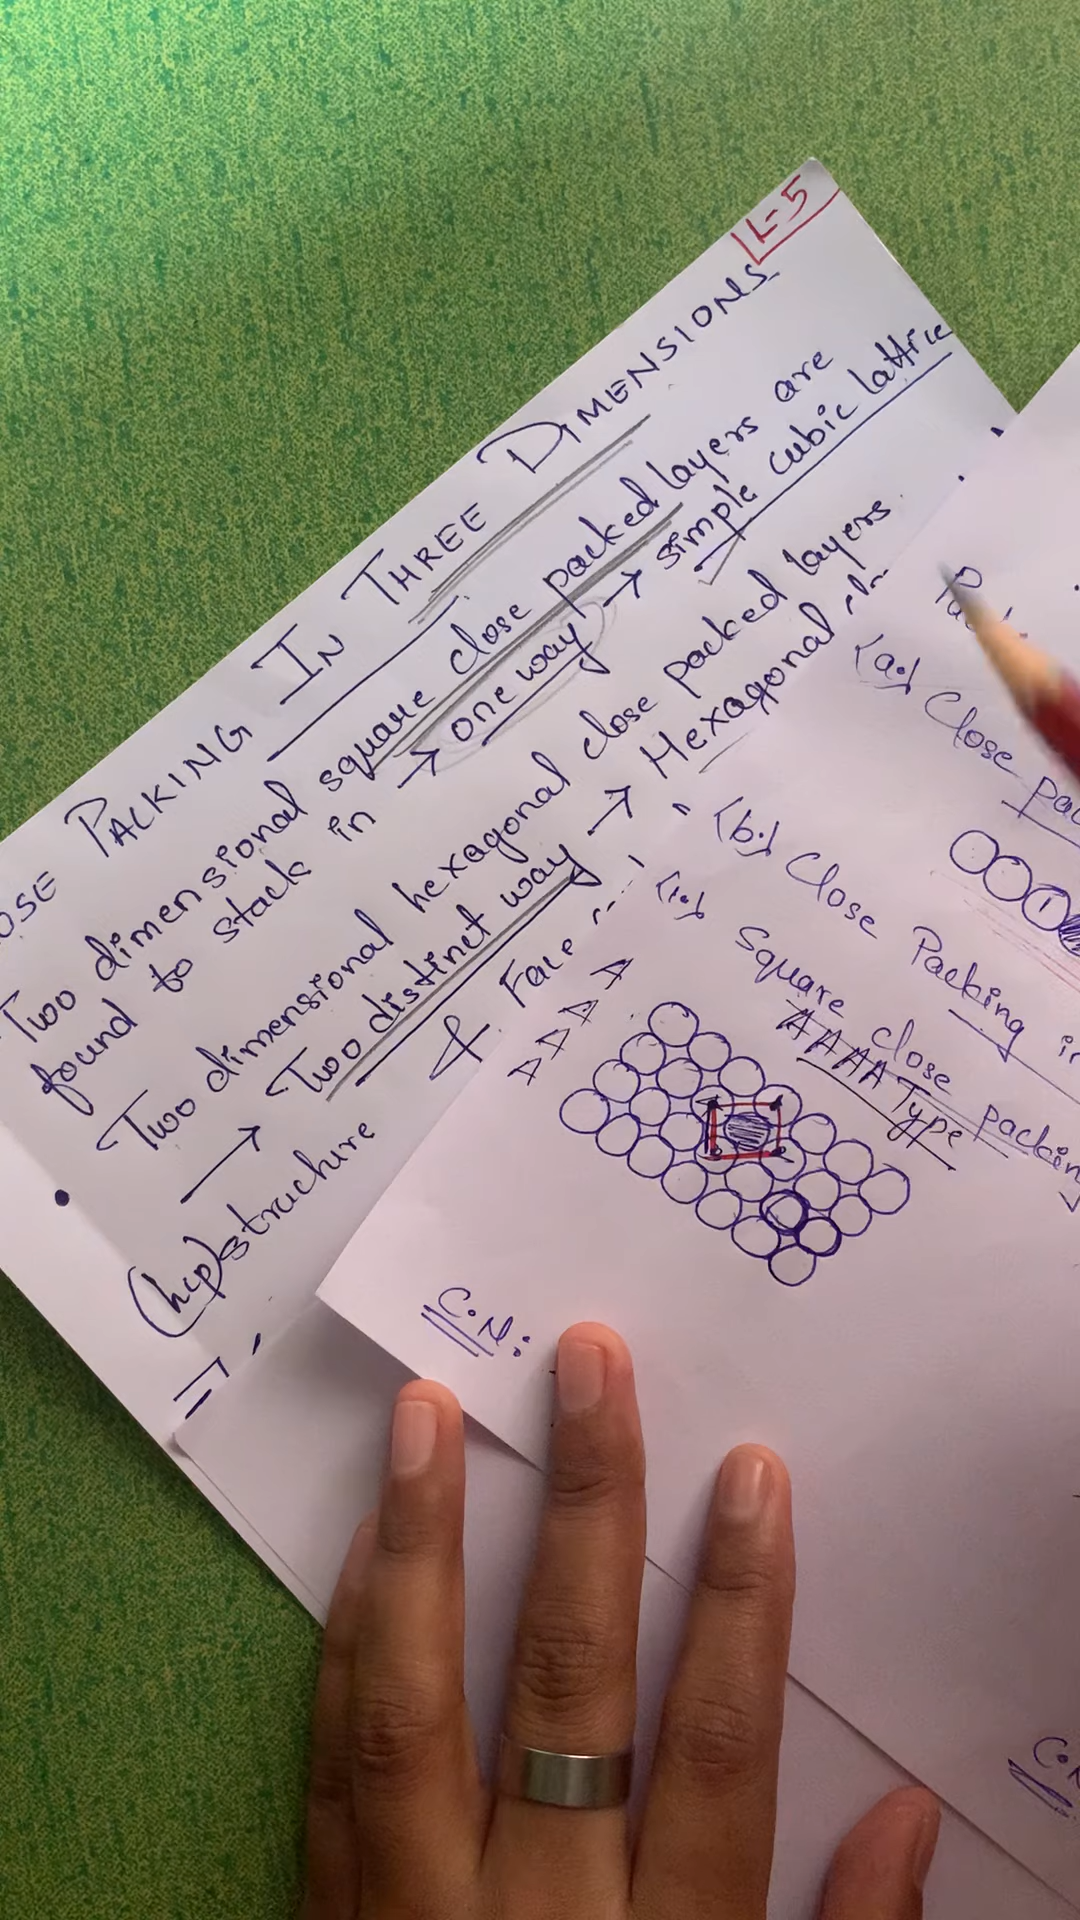 L-5
PACKING IN THREE DIMENSIONS
Two dimensional square close packed layers are
found to stack in → one way → simple cubic lattice
Two dimensional hexagonal close packed layers
→ Two distinct way → Hexagonal
(hcp) structure & Face
(a.) Close
(b.) Close Packing
(i.) Square close packing
AAAA Type
A
A
A
A
C.N: